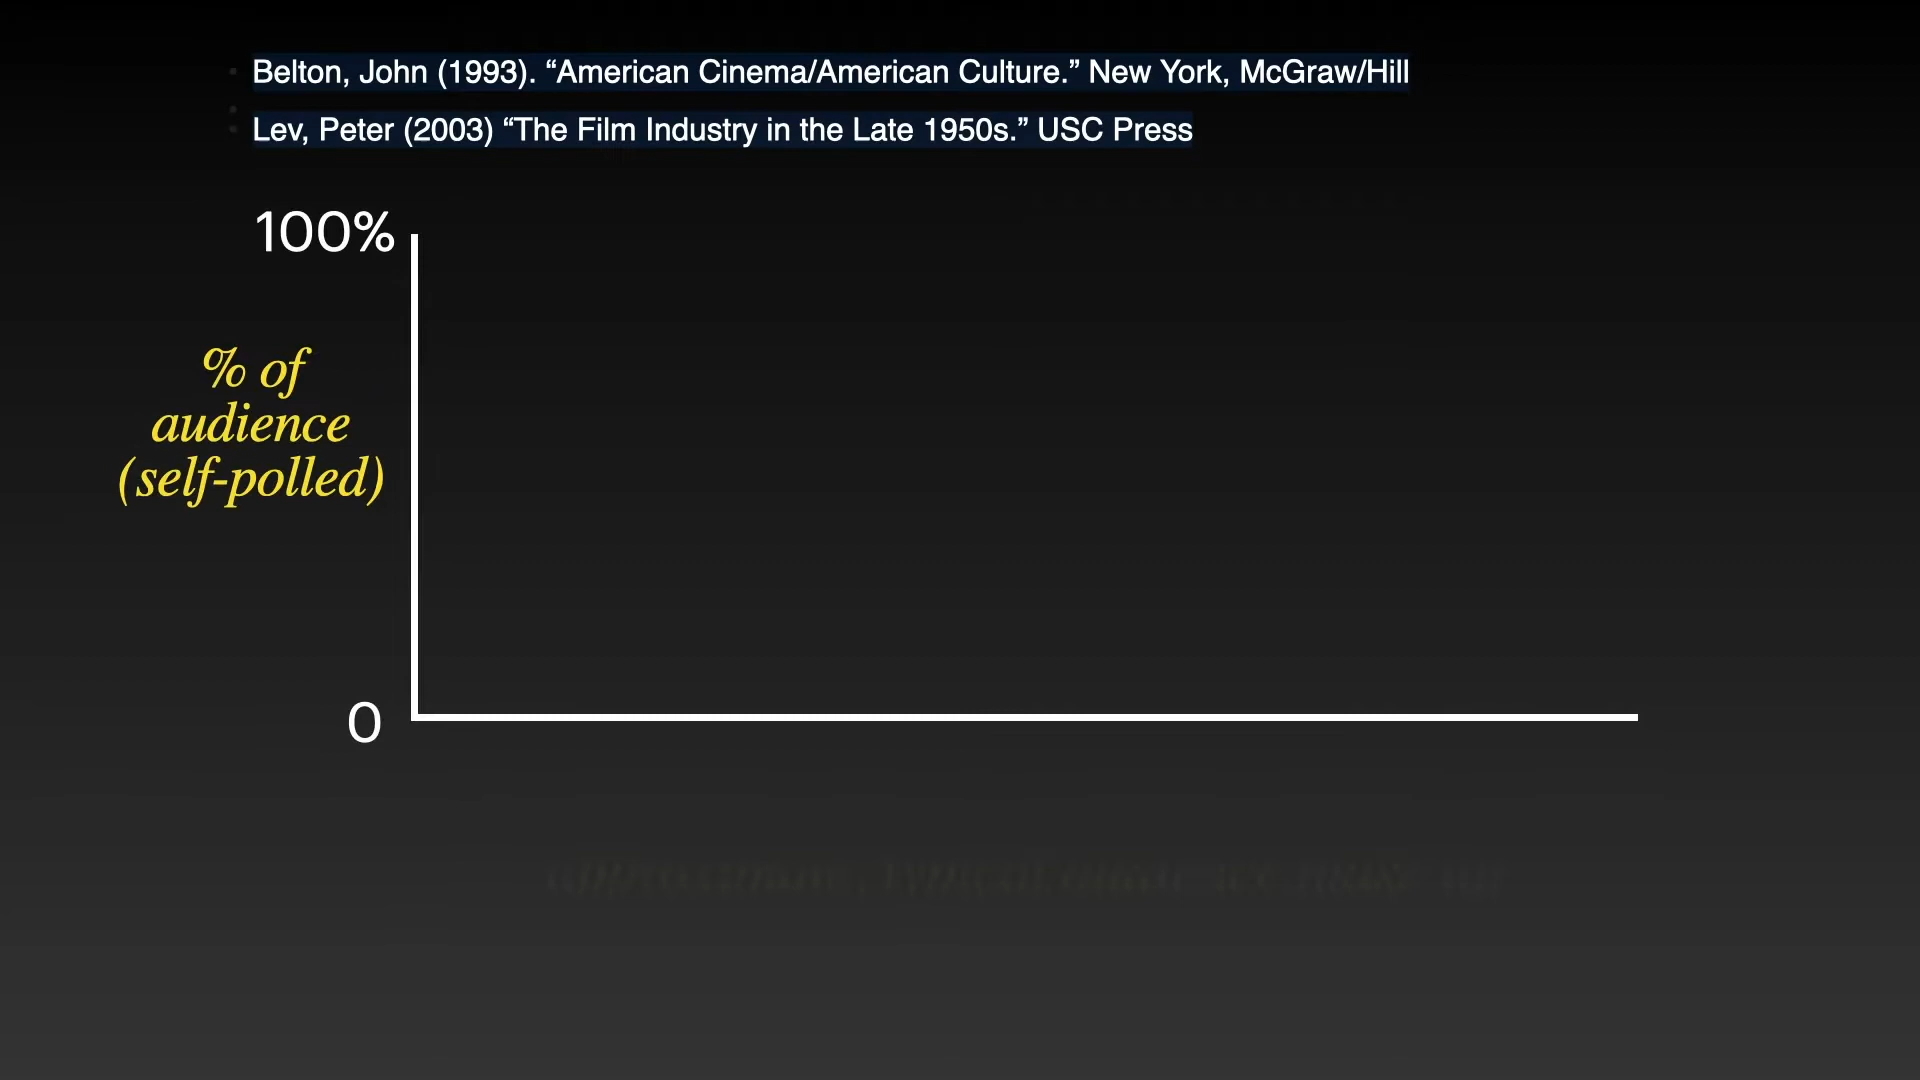 Belton, John (1993). “American Cinema/American Culture.” New York, McGraw/Hill
Lev, Peter (2003) “The Film Industry in the Late 1950s.” USC Press
100%
% of
audience
(self-polled)
0